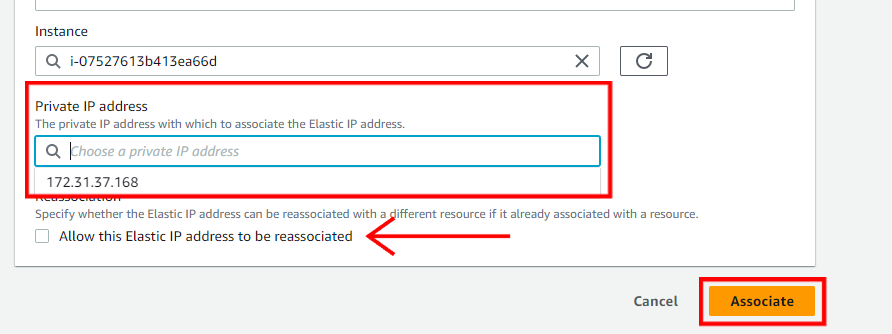 Instance
i-07527613b413ea66d
Private IP address
The private IP address with which to associate the Elastic IP address.
Choose a private IP address
172.31.37.168
Reassociation
Specify whether the Elastic IP address can be reassociated with a different resource if it already associated with a resource.
Allow this Elastic IP address to be reassociated
Cancel Associate